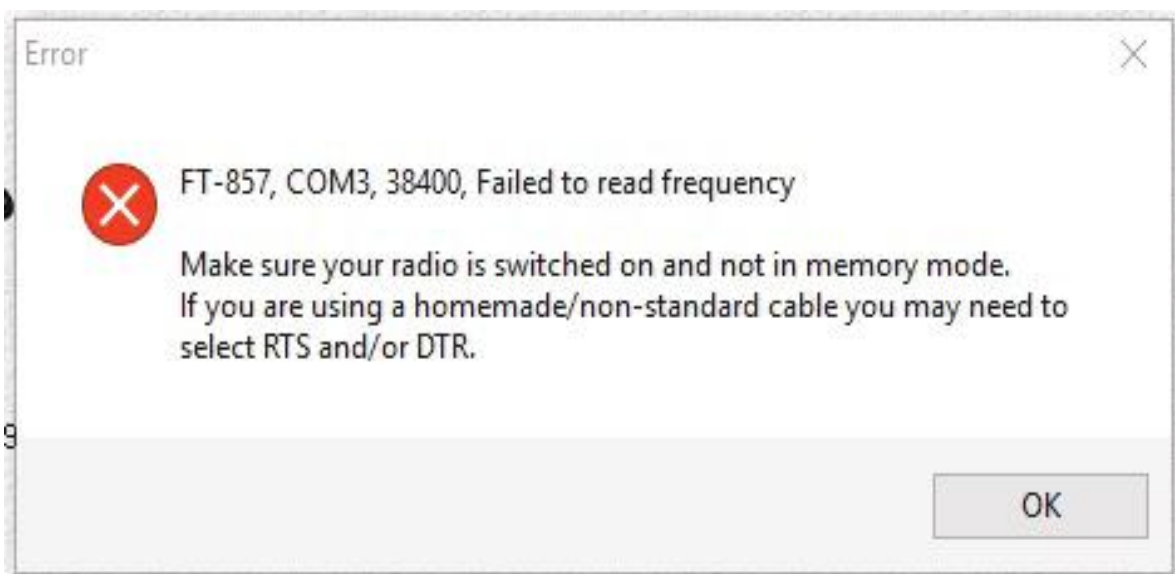 Error
FT-857, COM3, 38400, Failed to read frequency
Make sure your radio is switched on and not in memory mode.
If you are using a homemade/non-standard cable you may need to
select RTS and/or DTR.
OK